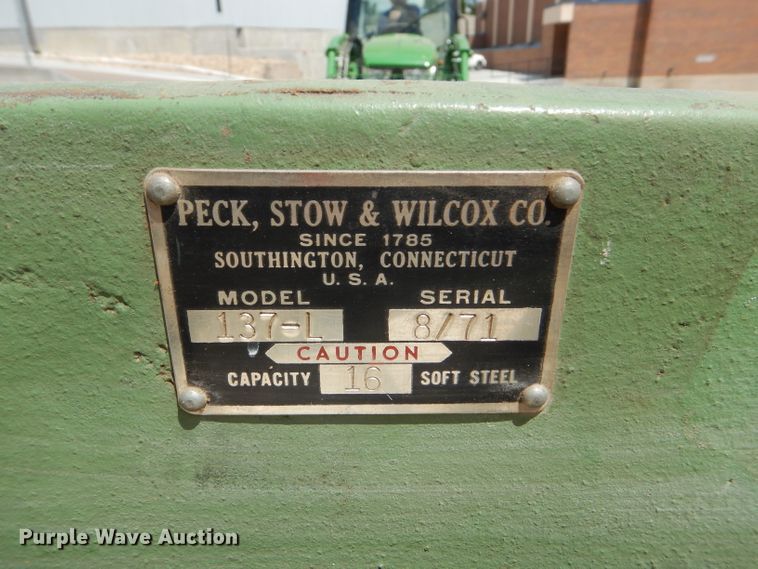 PECK, STOW & WILCOX CO.
SINCE 1785
SOUTHINGTON, CONNECTICUT
U. S. A.
MODEL SERIAL
137-L 8/71
CAUTION
CAPACITY 16 SOFT STEEL
Purple Wave Auction